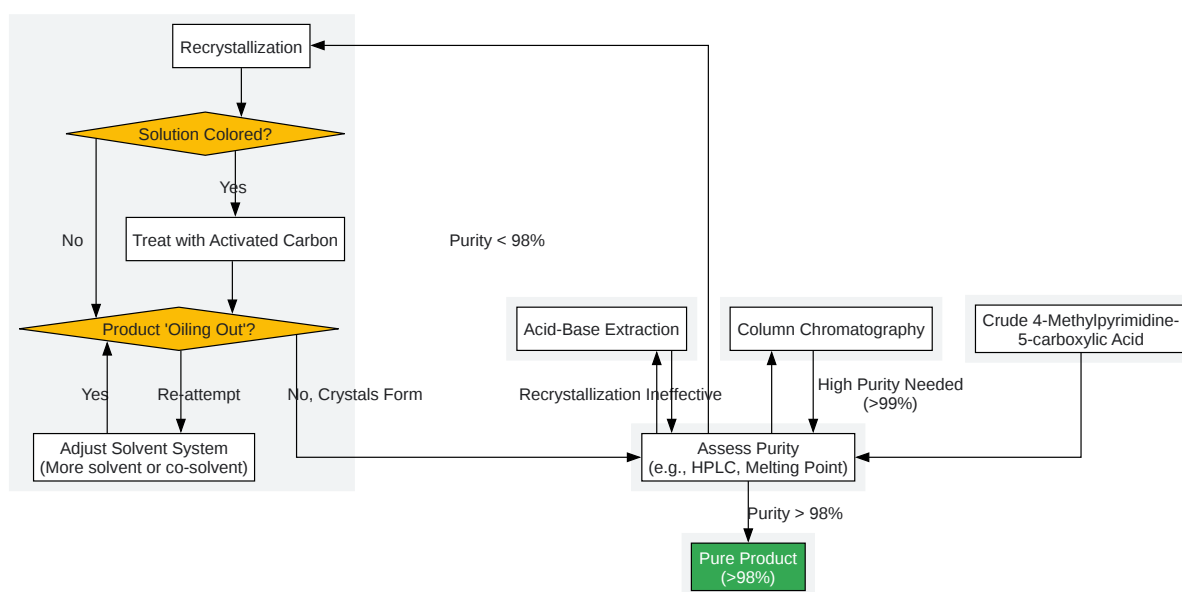 Recrystallization
Solution Colored?
Yes
Treat with Activated Carbon
No
Purity < 98%
Product 'Oiling Out'?
Acid-Base Extraction
Column Chromatography
Crude 4-Methylpyrimidine-
5-carboxylic Acid
Yes
Re-attempt
No, Crystals Form
Recrystallization Ineffective
High Purity Needed
(>99%)
Adjust Solvent System
(More solvent or co-solvent)
Assess Purity
(e.g., HPLC, Melting Point)
Purity > 98%
Pure Product
(>98%)